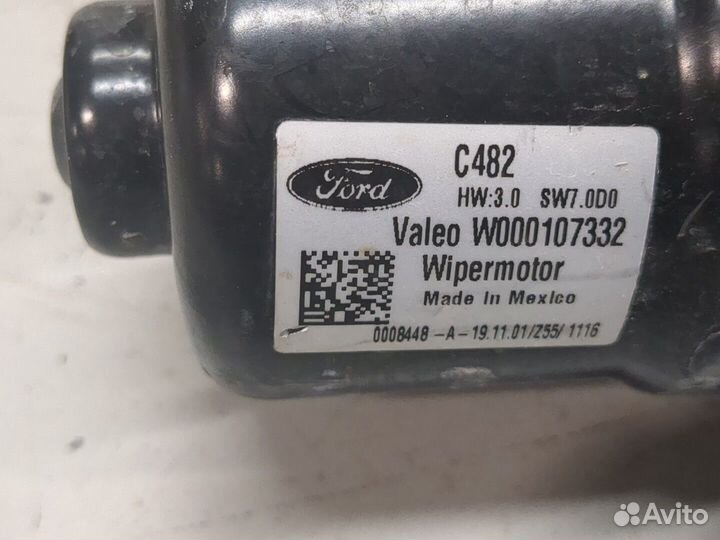 Ford
C482
HW:3.0 SW7.0D0
Valeo W000107332
Wipermotor
Made in Mexico
0008448-A-19.11.01/Z55/1116
Avito